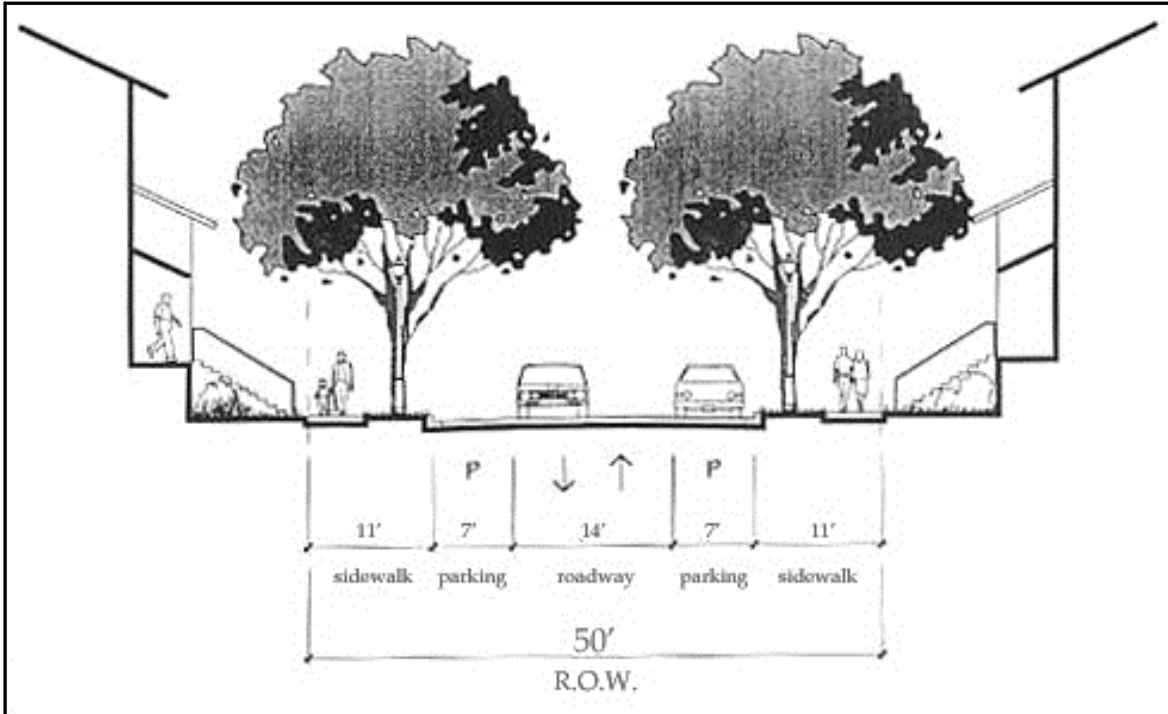 P P
11′ 7′ 14′ 7′ 11′
sidewalk parking roadway parking sidewalk
50′
R.O.W.